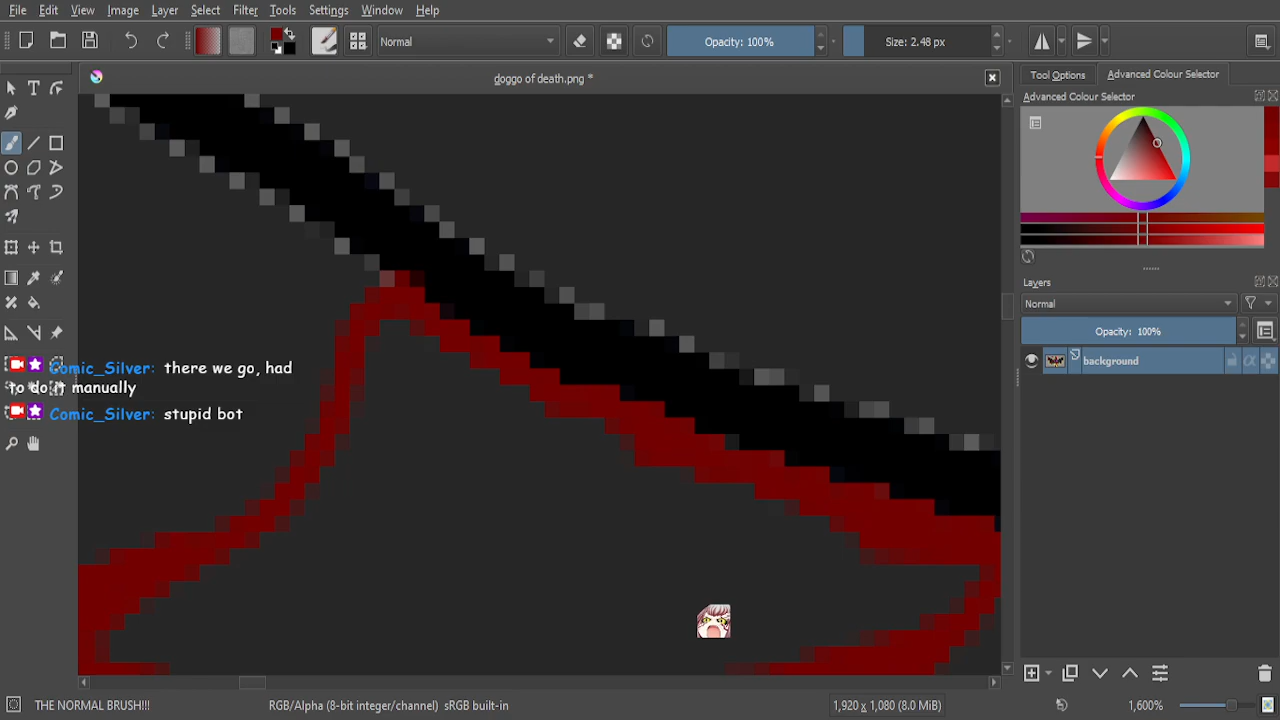 File Edit View Image Layer Select Filter Tools Settings Window Help
Normal Opacity: 100% Size: 2.48 px
doggo of death.png *
Tool Options Advanced Colour Selector
Advanced Colour Selector
Layers
Normal
Opacity: 100%
background
Comic_Silver: there we go, had
to do it manually
Comic_Silver: stupid bot
THE NORMAL BRUSH!!! RGB/Alpha (8-bit integer/channel) sRGB built-in 1,920 x 1,080 (8.0 MiB) 1,600%